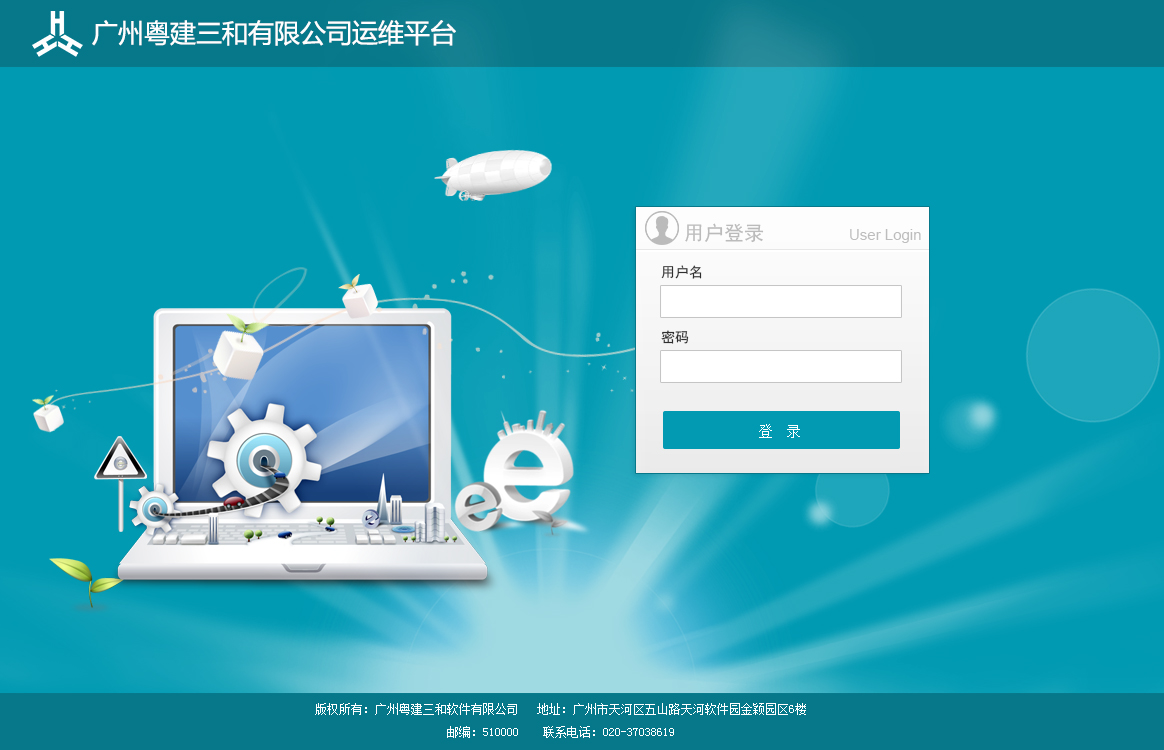 广州粤建三和有限公司运维平台
用户登录 User Login
用户名
密码
登 录
版权所有：广州粤建三和软件有限公司 地址：广州市天河区五山路天河软件园金颖园区6楼
邮编：510000 联系电话：020-37038619